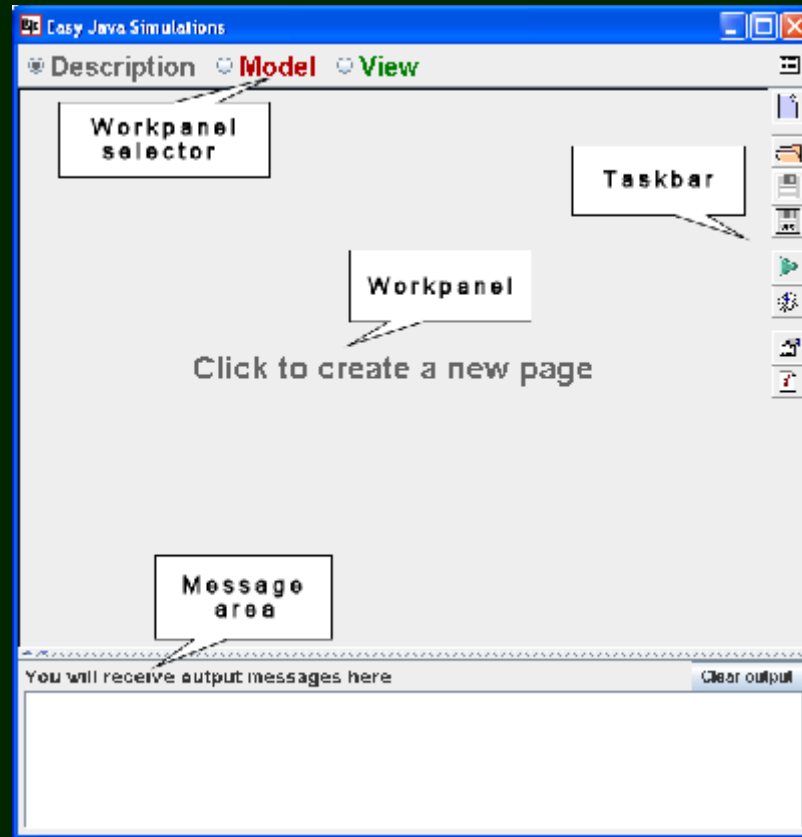 Easy Java Simulations
Description Model View
Workpanel
selector
Taskbar
Workpanel
Click to create a new page
Message
area
You will receive output messages here
Clear output